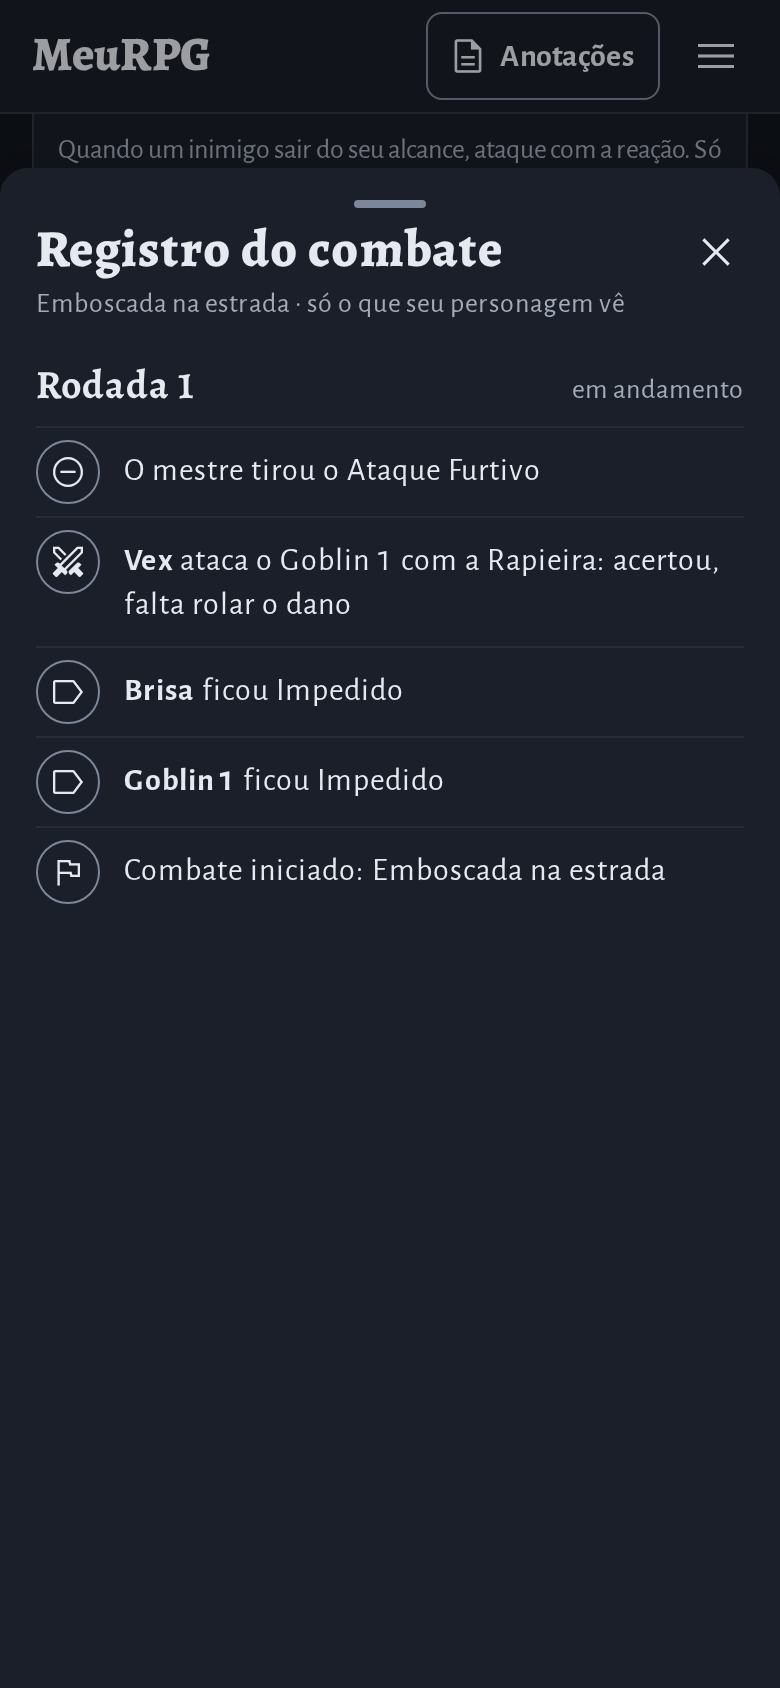 MeuRPG
Anotações
Quando um inimigo sair do seu alcance, ataque com a reação. Só
Registro do combate
Emboscada na estrada · só o que seu personagem vê
Rodada 1
em andamento
O mestre tirou o Ataque Furtivo
Vex ataca o Goblin 1 com a Rapieira: acertou,
falta rolar o dano
Brisa ficou Impedido
Goblin 1 ficou Impedido
Combate iniciado: Emboscada na estrada